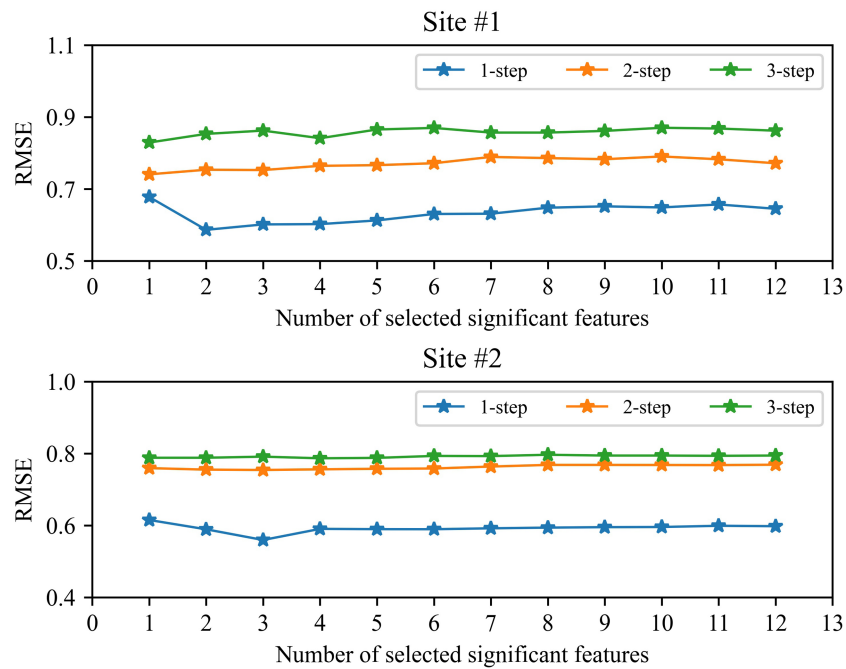 Site #1
1.1
0.9
0.7
0.5
RMSE
1-step 2-step 3-step
0 1 2 3 4 5 6 7 8 9 10 11 12 13
Number of selected significant features
Site #2
1.0
0.8
0.6
0.4
RMSE
1-step 2-step 3-step
0 1 2 3 4 5 6 7 8 9 10 11 12 13
Number of selected significant features